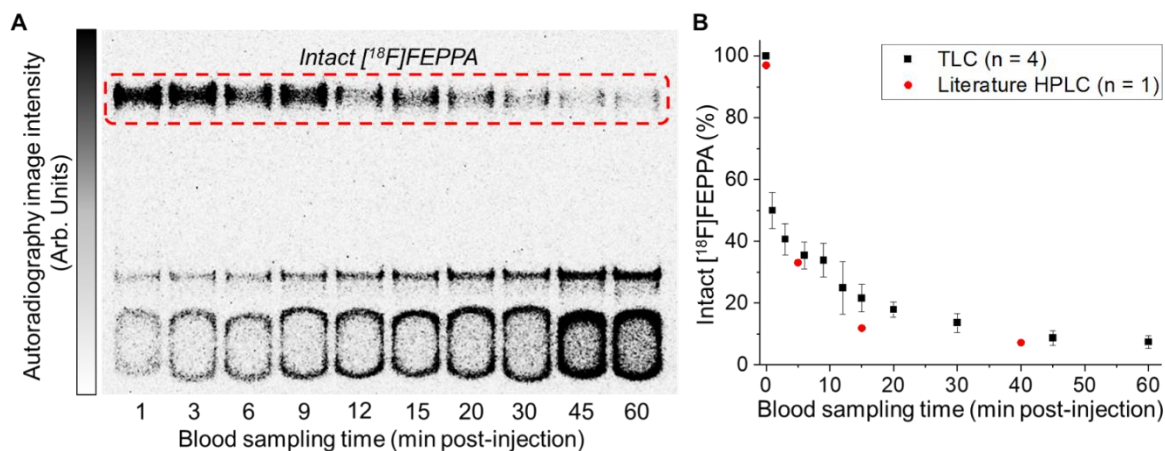 A
Autoradiography image intensity
(Arb. Units)
Intact [¹⁸F]FEPPA
1 3 6 9 12 15 20 30 45 60
Blood sampling time (min post-injection)
B
Intact [¹⁸F]FEPPA (%)
100
80
60
40
20
0
TLC (n = 4)
Literature HPLC (n = 1)
0 10 20 30 40 50 60
Blood sampling time (min post-injection)